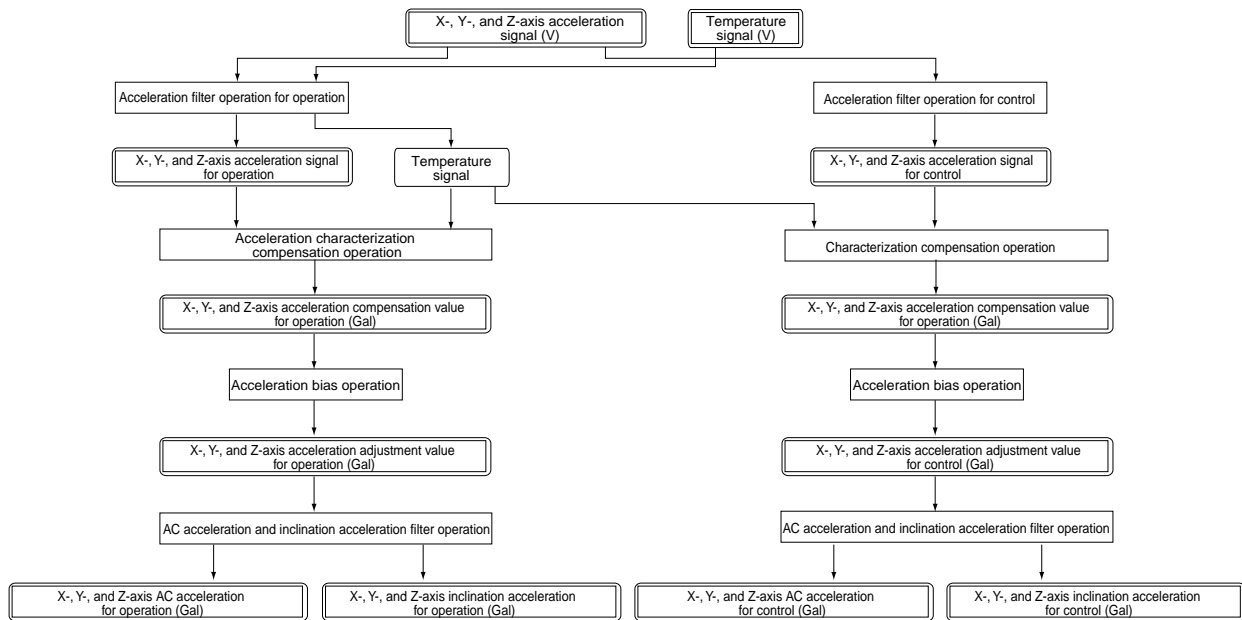 X-, Y-, and Z-axis acceleration
signal (V)
Temperature
signal (V)
Acceleration filter operation for operation
Acceleration filter operation for control
X-, Y-, and Z-axis acceleration signal
for operation
Temperature
signal
X-, Y-, and Z-axis acceleration signal
for control
Acceleration characterization
compensation operation
Characterization compensation operation
X-, Y-, and Z-axis acceleration compensation value
for operation (Gal)
X-, Y-, and Z-axis acceleration compensation value
for operation (Gal)
Acceleration bias operation
Acceleration bias operation
X-, Y-, and Z-axis acceleration adjustment value
for operation (Gal)
X-, Y-, and Z-axis acceleration adjustment value
for control (Gal)
AC acceleration and inclination acceleration filter operation
AC acceleration and inclination acceleration filter operation
X-, Y-, and Z-axis AC acceleration
for operation (Gal)
X-, Y-, and Z-axis inclination acceleration
for operation (Gal)
X-, Y-, and Z-axis AC acceleration
for control (Gal)
X-, Y-, and Z-axis inclination acceleration
for control (Gal)